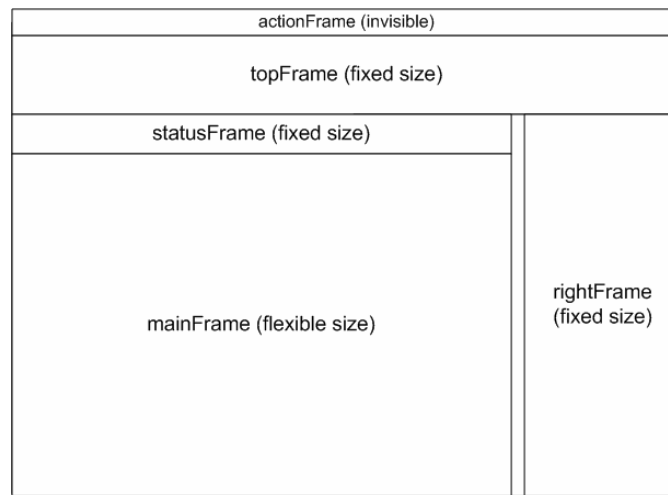 actionFrame (invisible)
topFrame (fixed size)
statusFrame (fixed size)
mainFrame (flexible size)
rightFrame
(fixed size)